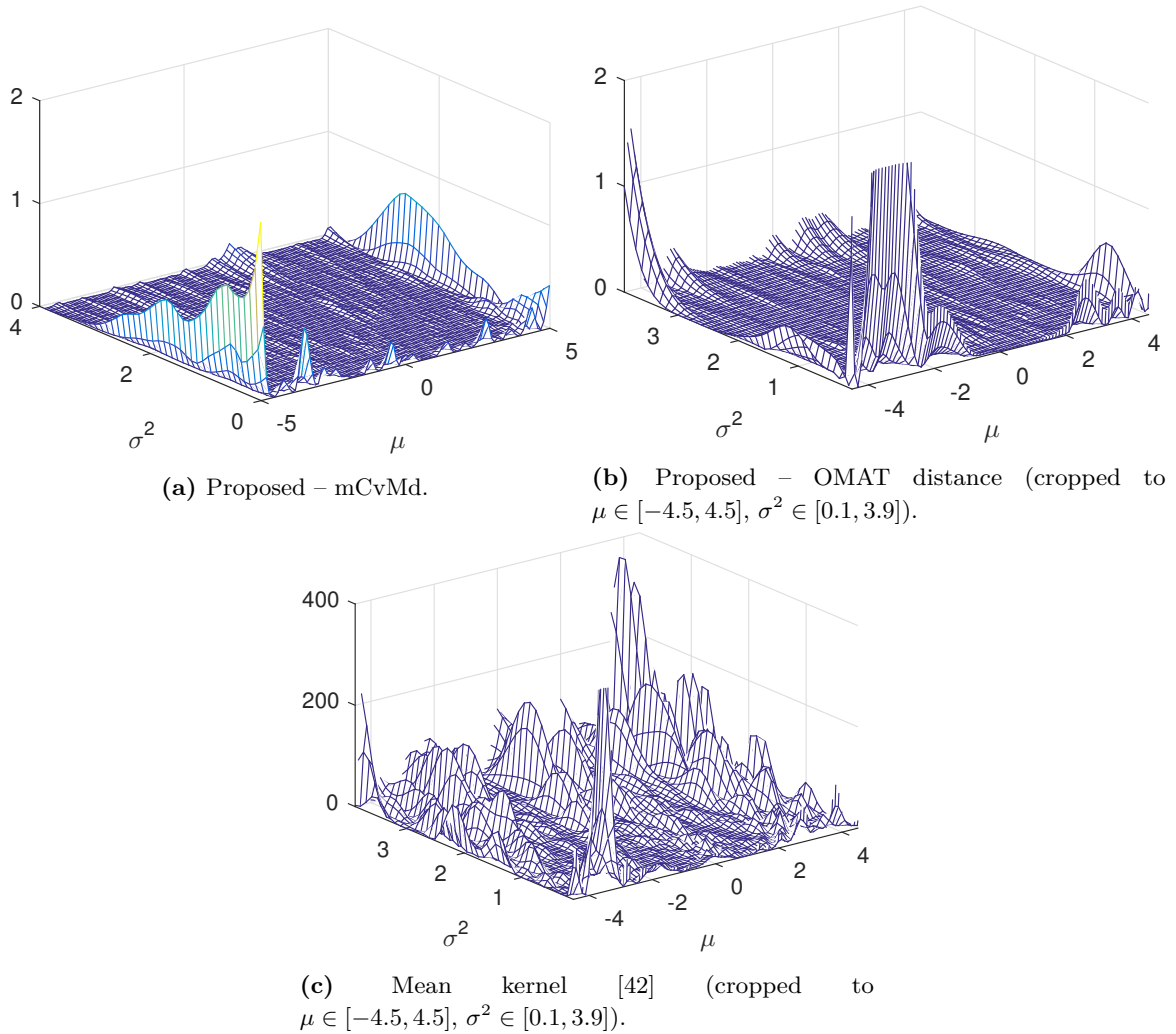 2
1
0
4
2
0
σ²
-5
0
5
μ
(a) Proposed – mCvMd.
2
1
0
3
2
1
σ²
-4
-2
0
2
4
μ
(b) Proposed – OMAT distance (cropped to
μ ∈ [−4.5, 4.5], σ² ∈ [0.1, 3.9]).
400
200
0
3
2
1
σ²
-4
-2
0
2
4
μ
(c) Mean kernel [42] (cropped to
μ ∈ [−4.5, 4.5], σ² ∈ [0.1, 3.9]).